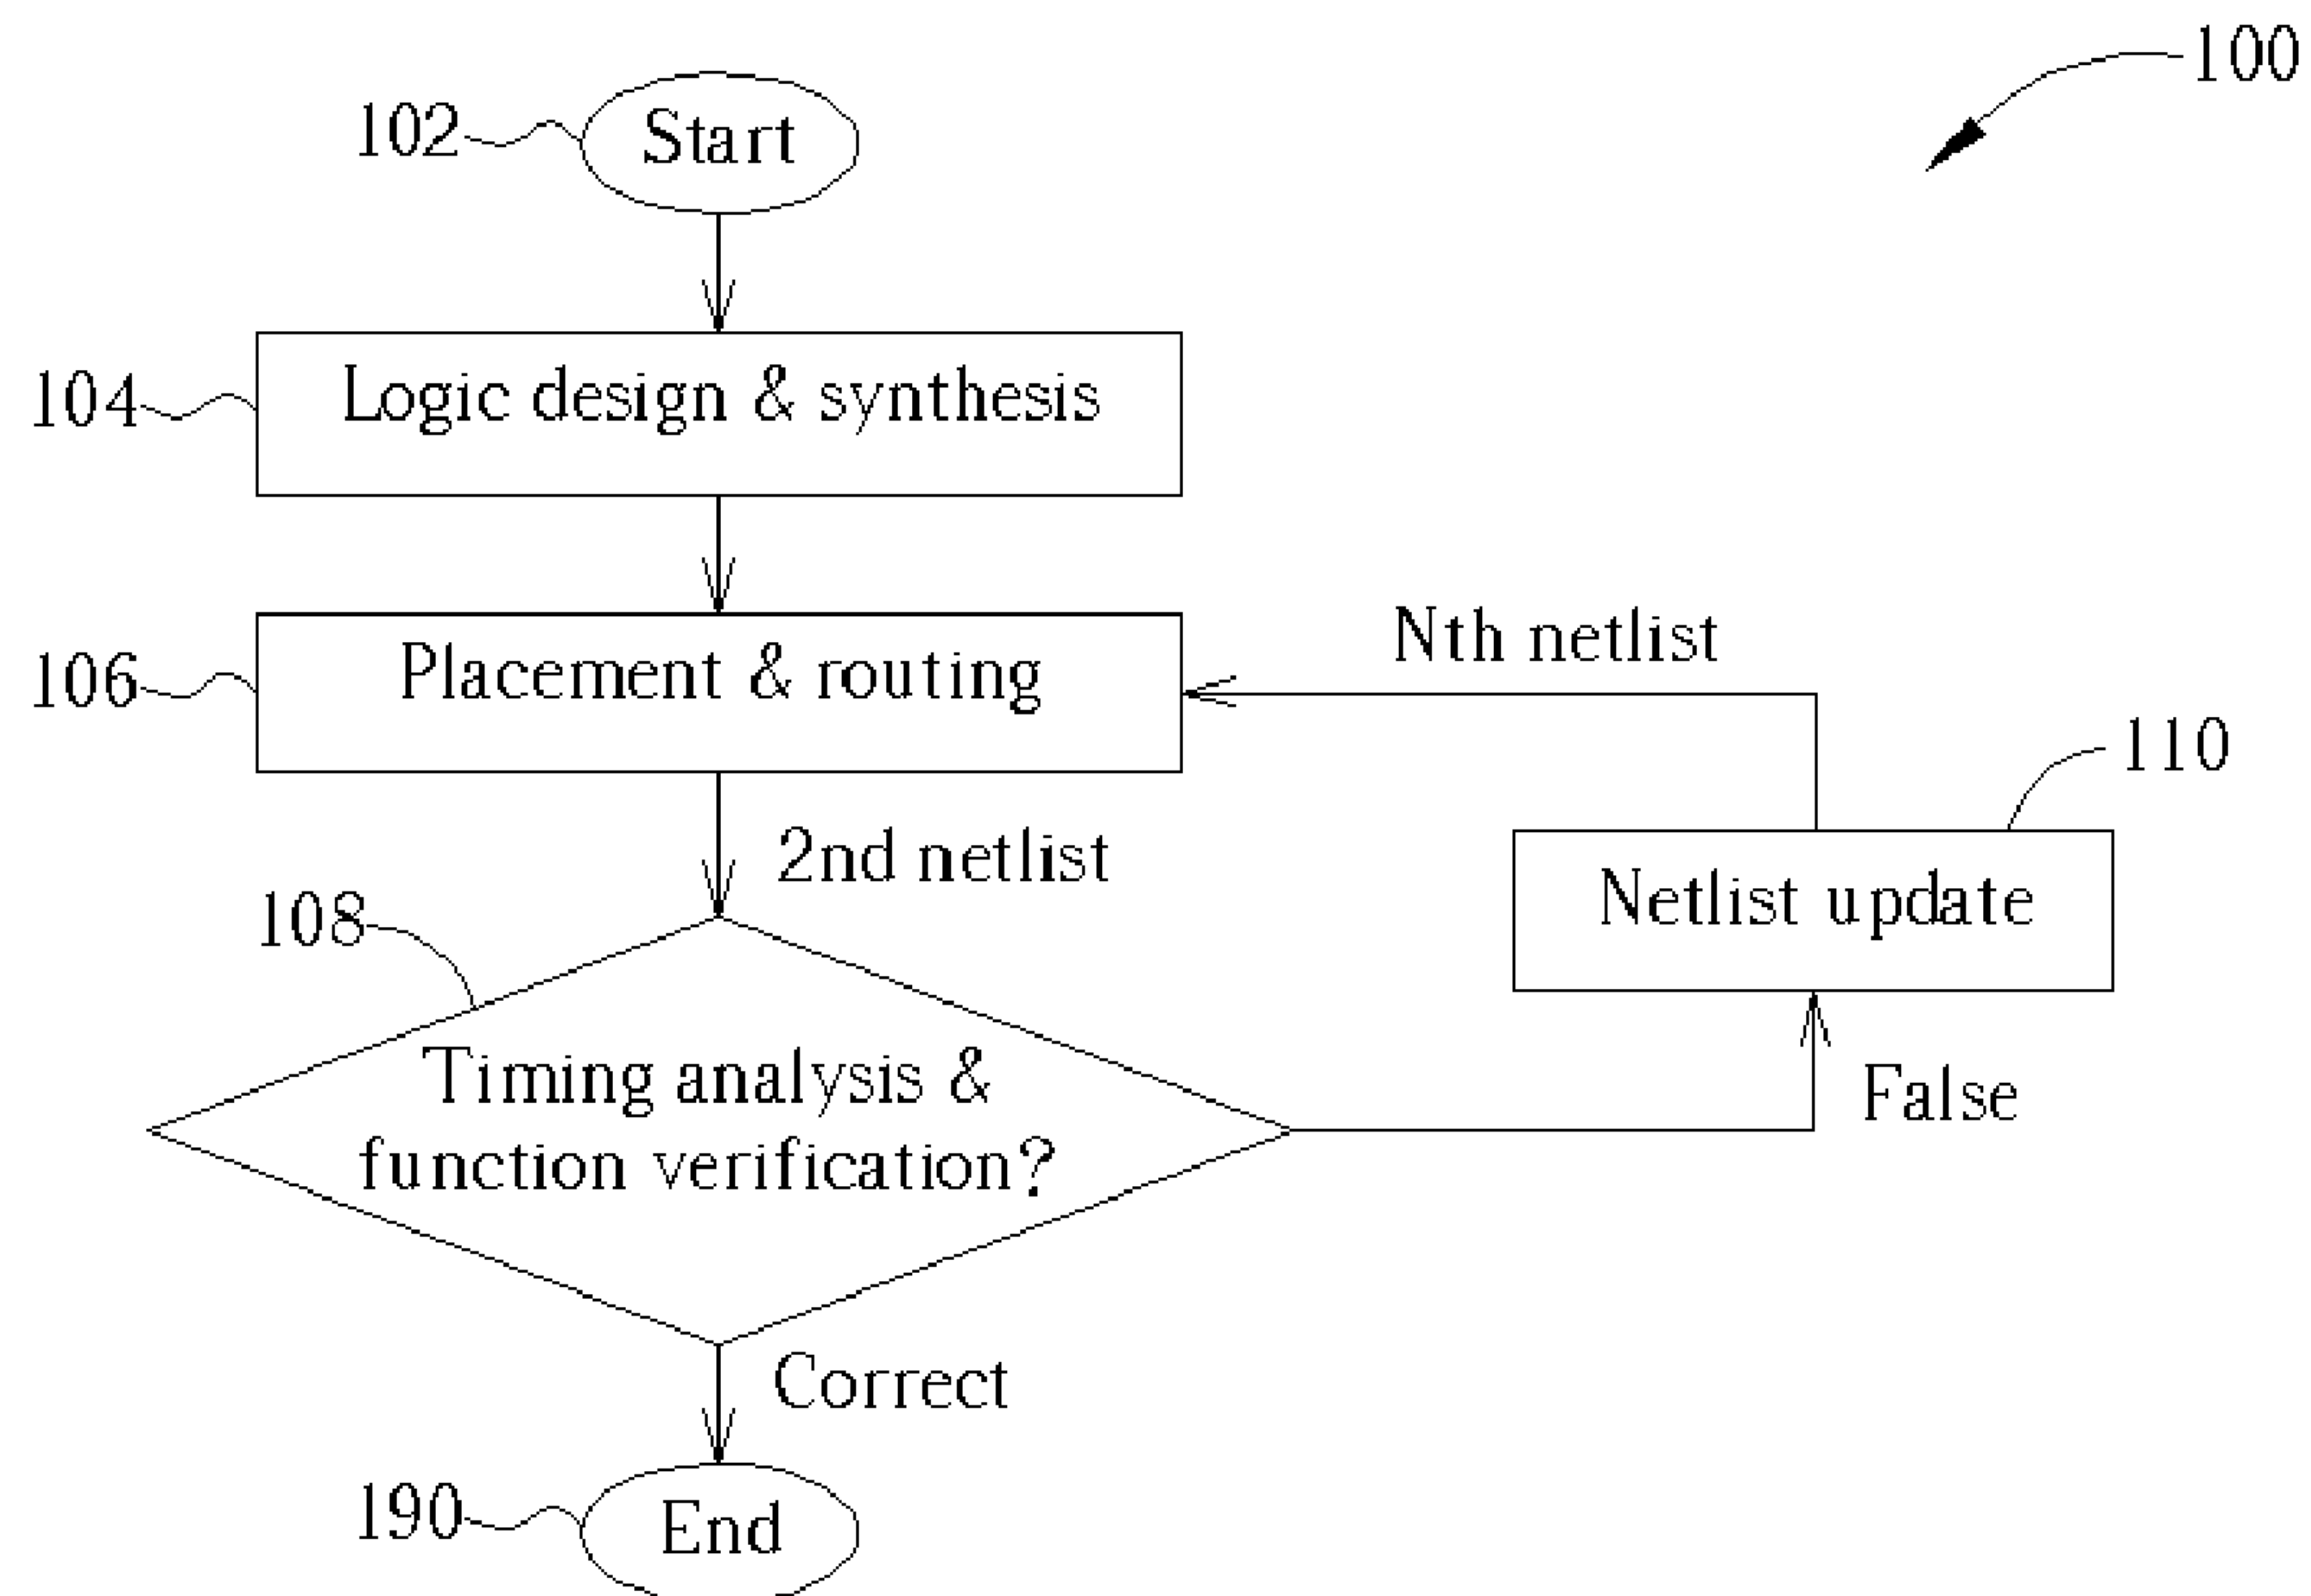 100
102
Start
104
Logic design & synthesis
106
Placement & routing
Nth netlist
110
2nd netlist
Netlist update
108
Timing analysis &
function verification?
False
Correct
190
End